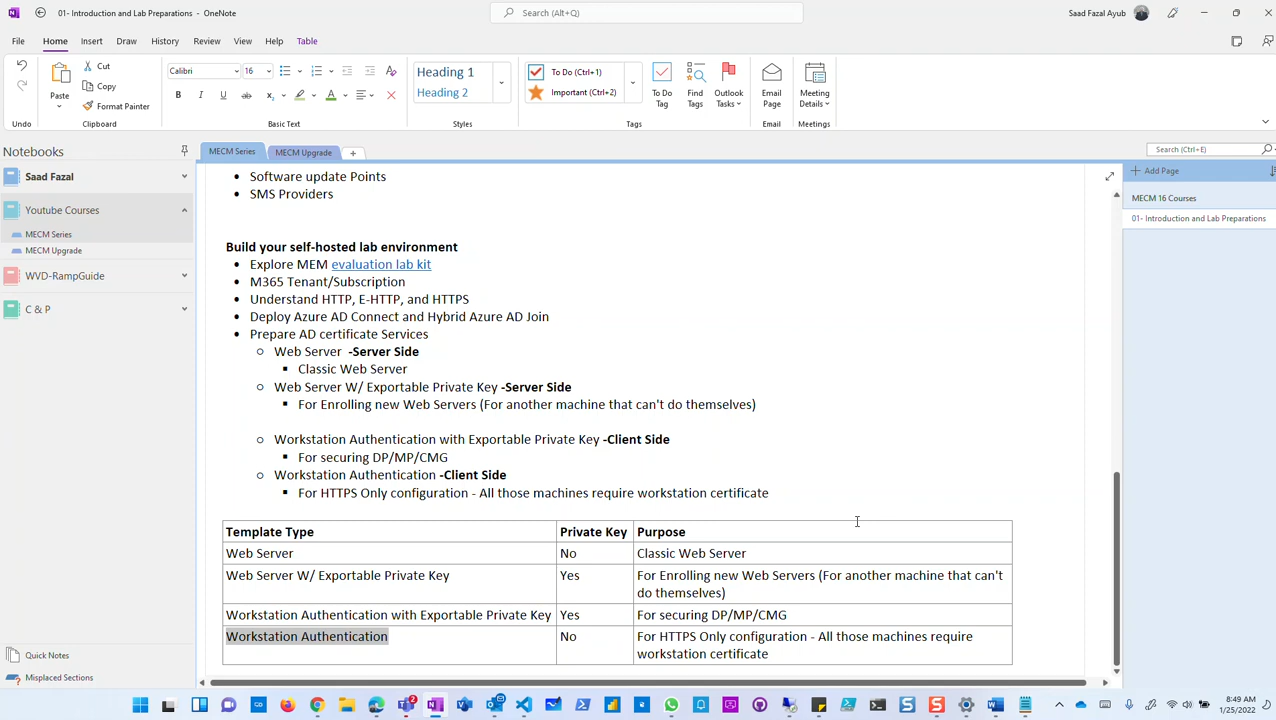 01- Introduction and Lab Preparations - OneNote
Search (Alt+Q)
Saad Fazal Ayub
File Home Insert Draw History Review View Help Table
Paste
Cut
Copy
Format Painter
Calibri 16
B I U ab
Heading 1
Heading 2
To Do (Ctrl+1)
Important (Ctrl+2)
To Do
Tag
Find
Tags
Outlook
Tasks
Email
Page
Meeting
Details
Undo Clipboard Basic Text Styles Tags Email Meetings
Notebooks
MECM Series MECM Upgrade
Search (Ctrl+E)
Saad Fazal
Youtube Courses
MECM Series
MECM Upgrade
WVD-RampGuide
C & P
Quick Notes
Misplaced Sections
Add Page
MECM 16 Courses
01- Introduction and Lab Preparations
• Software update Points
• SMS Providers
Build your self-hosted lab environment
• Explore MEM evaluation lab kit
• M365 Tenant/Subscription
• Understand HTTP, E-HTTP, and HTTPS
• Deploy Azure AD Connect and Hybrid Azure AD Join
• Prepare AD certificate Services
○ Web Server -Server Side
▪ Classic Web Server
○ Web Server W/ Exportable Private Key -Server Side
▪ For Enrolling new Web Servers (For another machine that can't do themselves)
○ Workstation Authentication with Exportable Private Key -Client Side
▪ For securing DP/MP/CMG
○ Workstation Authentication -Client Side
▪ For HTTPS Only configuration - All those machines require workstation certificate
Template Type Private Key Purpose
Web Server No Classic Web Server
Web Server W/ Exportable Private Key Yes For Enrolling new Web Servers (For another machine that can't
do themselves)
Workstation Authentication with Exportable Private Key Yes For securing DP/MP/CMG
Workstation Authentication No For HTTPS Only configuration - All those machines require
workstation certificate
8:49 AM
1/25/2022